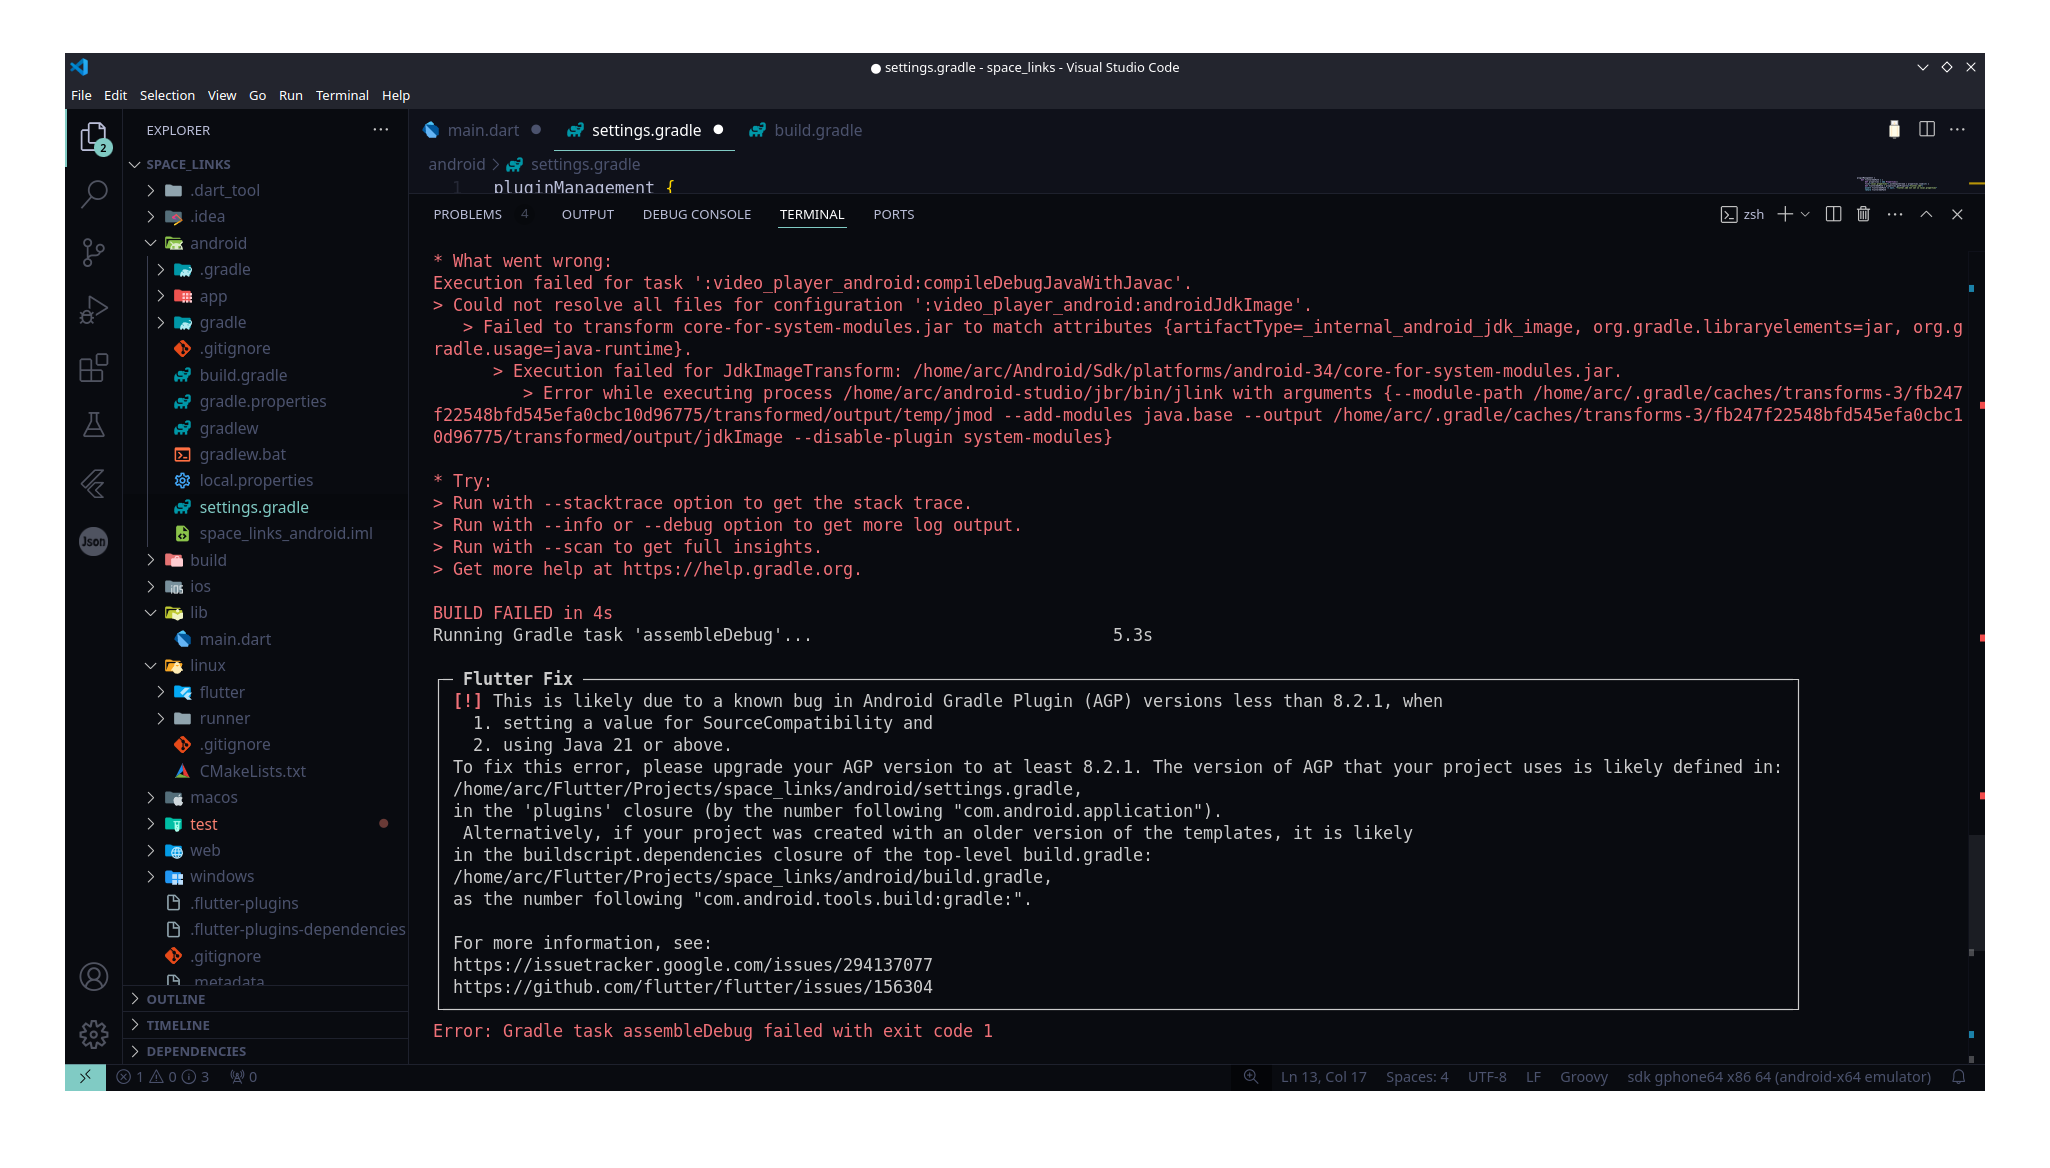 settings.gradle - space_links - Visual Studio Code
File Edit Selection View Go Run Terminal Help
EXPLORER
SPACE_LINKS
.dart_tool
.idea
android
.gradle
app
gradle
.gitignore
build.gradle
gradle.properties
gradlew
gradlew.bat
local.properties
settings.gradle
space_links_android.iml
build
ios
lib
main.dart
linux
flutter
runner
.gitignore
CMakeLists.txt
macos
test
web
windows
.flutter-plugins
.flutter-plugins-dependencies
.gitignore
.metadata
OUTLINE
TIMELINE
DEPENDENCIES
2
Json
main.dart settings.gradle build.gradle
android > settings.gradle
1 pluginManagement {
PROBLEMS 4 OUTPUT DEBUG CONSOLE TERMINAL PORTS zsh
* What went wrong:
Execution failed for task ':video_player_android:compileDebugJavaWithJavac'.
> Could not resolve all files for configuration ':video_player_android:androidJdkImage'.
> Failed to transform core-for-system-modules.jar to match attributes {artifactType=_internal_android_jdk_image, org.gradle.libraryelements=jar, org.g
radle.usage=java-runtime}.
> Execution failed for JdkImageTransform: /home/arc/Android/Sdk/platforms/android-34/core-for-system-modules.jar.
> Error while executing process /home/arc/android-studio/jbr/bin/jlink with arguments {--module-path /home/arc/.gradle/caches/transforms-3/fb247
f22548bfd545efa0cbc10d96775/transformed/output/temp/jmod --add-modules java.base --output /home/arc/.gradle/caches/transforms-3/fb247f22548bfd545efa0cbc1
0d96775/transformed/output/jdkImage --disable-plugin system-modules}
* Try:
> Run with --stacktrace option to get the stack trace.
> Run with --info or --debug option to get more log output.
> Run with --scan to get full insights.
> Get more help at https://help.gradle.org.
BUILD FAILED in 4s
Running Gradle task 'assembleDebug'... 5.3s
Flutter Fix
[!] This is likely due to a known bug in Android Gradle Plugin (AGP) versions less than 8.2.1, when
1. setting a value for SourceCompatibility and
2. using Java 21 or above.
To fix this error, please upgrade your AGP version to at least 8.2.1. The version of AGP that your project uses is likely defined in:
/home/arc/Flutter/Projects/space_links/android/settings.gradle,
in the 'plugins' closure (by the number following "com.android.application").
Alternatively, if your project was created with an older version of the templates, it is likely
in the buildscript.dependencies closure of the top-level build.gradle:
/home/arc/Flutter/Projects/space_links/android/build.gradle,
as the number following "com.android.tools.build:gradle:".
For more information, see:
https://issuetracker.google.com/issues/294137077
https://github.com/flutter/flutter/issues/156304
Error: Gradle task assembleDebug failed with exit code 1
1 0 3 0 Ln 13, Col 17 Spaces: 4 UTF-8 LF Groovy sdk gphone64 x86 64 (android-x64 emulator)